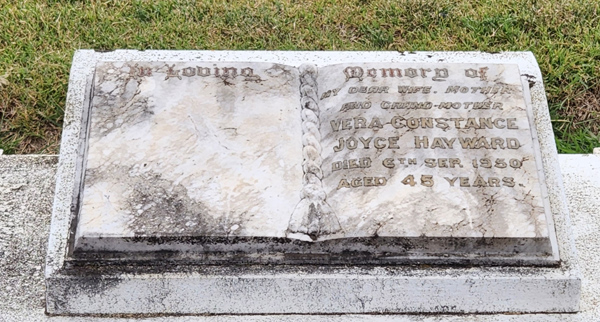 In Loving Memory of
MY DEAR WIFE, MOTHER
AND GRAND-MOTHER
VERA CONSTANCE
JOYCE HAYWARD
DIED 6TH SEP. 1950
AGED 45 YEARS.